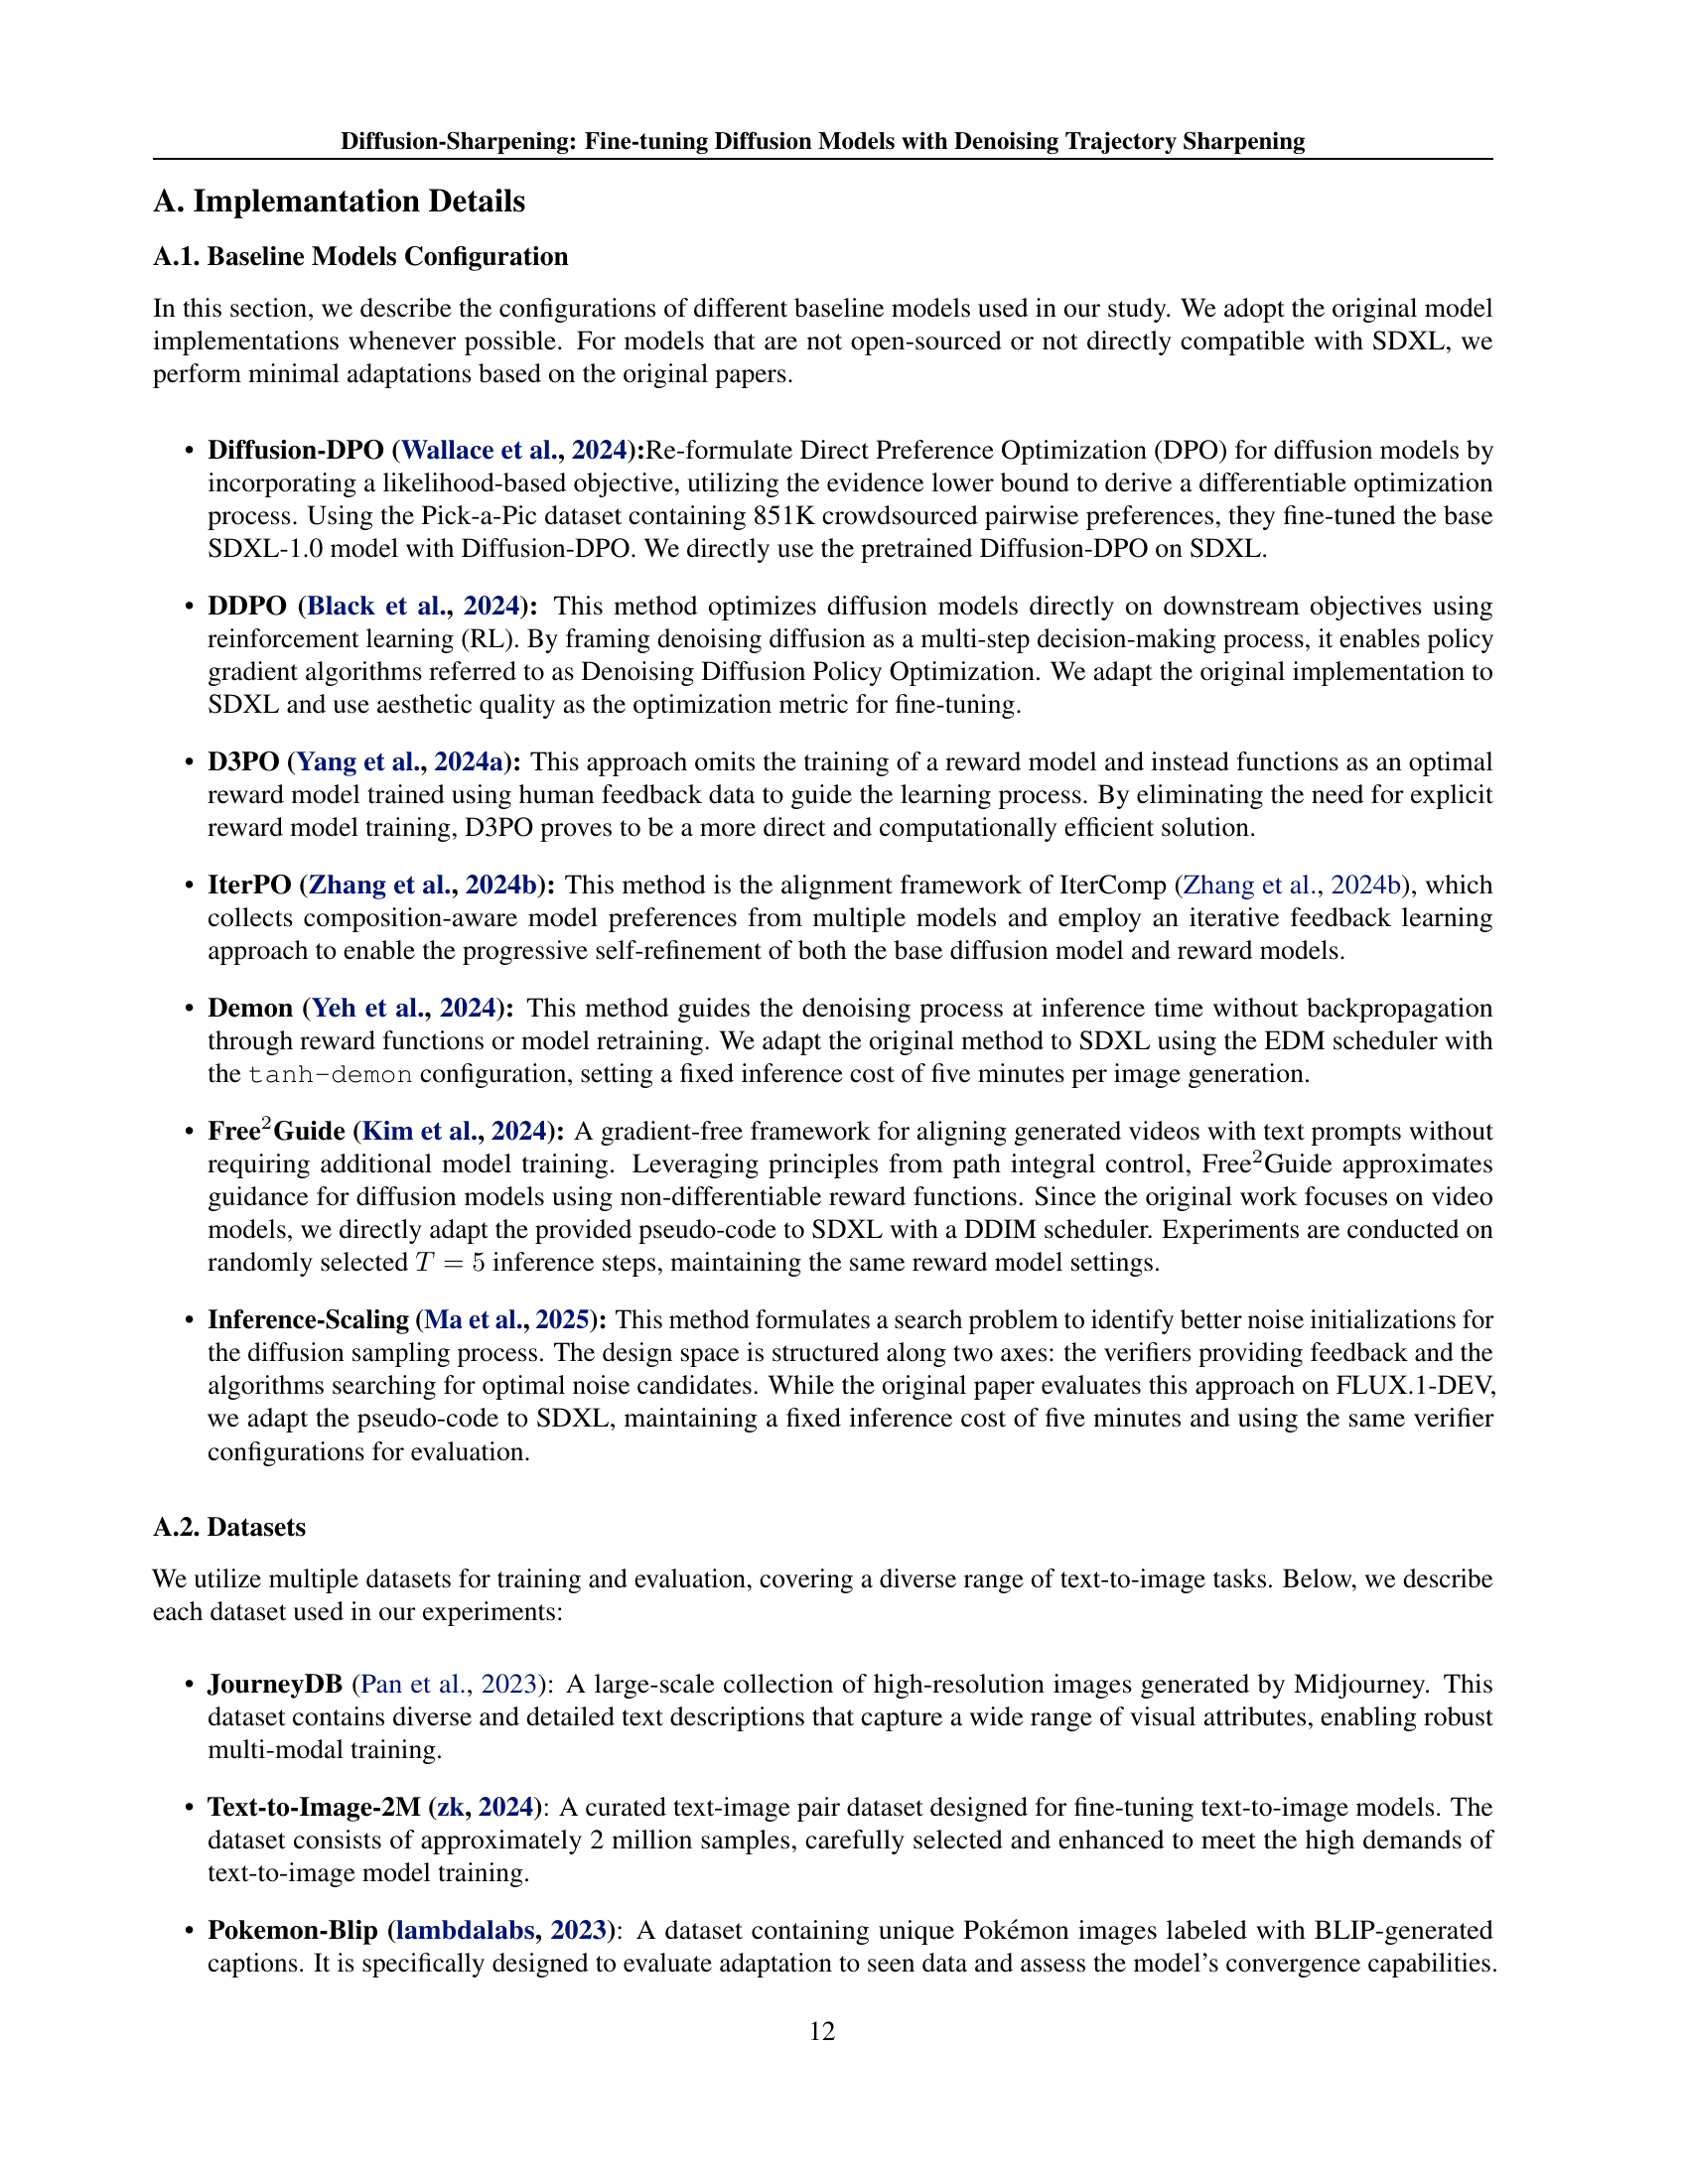 Diffusion-Sharpening: Fine-tuning Diffusion Models with Denoising Trajectory Sharpening
A. Implemantation Details
A.1. Baseline Models Configuration
In this section, we describe the configurations of different baseline models used in our study. We adopt the original model
implementations whenever possible. For models that are not open-sourced or not directly compatible with SDXL, we
perform minimal adaptations based on the original papers.
• Diffusion-DPO (Wallace et al., 2024):Re-formulate Direct Preference Optimization (DPO) for diffusion models by
incorporating a likelihood-based objective, utilizing the evidence lower bound to derive a differentiable optimization
process. Using the Pick-a-Pic dataset containing 851K crowdsourced pairwise preferences, they fine-tuned the base
SDXL-1.0 model with Diffusion-DPO. We directly use the pretrained Diffusion-DPO on SDXL.
• DDPO (Black et al., 2024): This method optimizes diffusion models directly on downstream objectives using
reinforcement learning (RL). By framing denoising diffusion as a multi-step decision-making process, it enables policy
gradient algorithms referred to as Denoising Diffusion Policy Optimization. We adapt the original implementation to
SDXL and use aesthetic quality as the optimization metric for fine-tuning.
• D3PO (Yang et al., 2024a): This approach omits the training of a reward model and instead functions as an optimal
reward model trained using human feedback data to guide the learning process. By eliminating the need for explicit
reward model training, D3PO proves to be a more direct and computationally efficient solution.
• IterPO (Zhang et al., 2024b): This method is the alignment framework of IterComp (Zhang et al., 2024b), which
collects composition-aware model preferences from multiple models and employ an iterative feedback learning
approach to enable the progressive self-refinement of both the base diffusion model and reward models.
• Demon (Yeh et al., 2024): This method guides the denoising process at inference time without backpropagation
through reward functions or model retraining. We adapt the original method to SDXL using the EDM scheduler with
the tanh-demon configuration, setting a fixed inference cost of five minutes per image generation.
• Free²Guide (Kim et al., 2024): A gradient-free framework for aligning generated videos with text prompts without
requiring additional model training. Leveraging principles from path integral control, Free²Guide approximates
guidance for diffusion models using non-differentiable reward functions. Since the original work focuses on video
models, we directly adapt the provided pseudo-code to SDXL with a DDIM scheduler. Experiments are conducted on
randomly selected T = 5 inference steps, maintaining the same reward model settings.
• Inference-Scaling (Ma et al., 2025): This method formulates a search problem to identify better noise initializations for
the diffusion sampling process. The design space is structured along two axes: the verifiers providing feedback and the
algorithms searching for optimal noise candidates. While the original paper evaluates this approach on FLUX.1-DEV,
we adapt the pseudo-code to SDXL, maintaining a fixed inference cost of five minutes and using the same verifier
configurations for evaluation.
A.2. Datasets
We utilize multiple datasets for training and evaluation, covering a diverse range of text-to-image tasks. Below, we describe
each dataset used in our experiments:
• JourneyDB (Pan et al., 2023): A large-scale collection of high-resolution images generated by Midjourney. This
dataset contains diverse and detailed text descriptions that capture a wide range of visual attributes, enabling robust
multi-modal training.
• Text-to-Image-2M (zk, 2024): A curated text-image pair dataset designed for fine-tuning text-to-image models. The
dataset consists of approximately 2 million samples, carefully selected and enhanced to meet the high demands of
text-to-image model training.
• Pokemon-Blip (lambdalabs, 2023): A dataset containing unique Pokémon images labeled with BLIP-generated
captions. It is specifically designed to evaluate adaptation to seen data and assess the model's convergence capabilities.
12